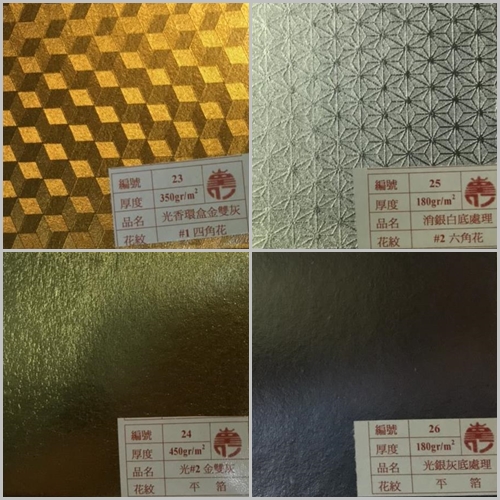 編號 23
厚度 350gr/m²
品名 光香環盒金雙灰
花紋 #1 四角花
編號 25
厚度 180gr/m²
品名 消銀白底處理
花紋 #2 六角花
編號 24
厚度 450gr/m²
品名 光#2 金雙灰
花紋 平 箔
編號 26
厚度 180gr/m²
品名 光銀灰底處理
花紋 平 箔